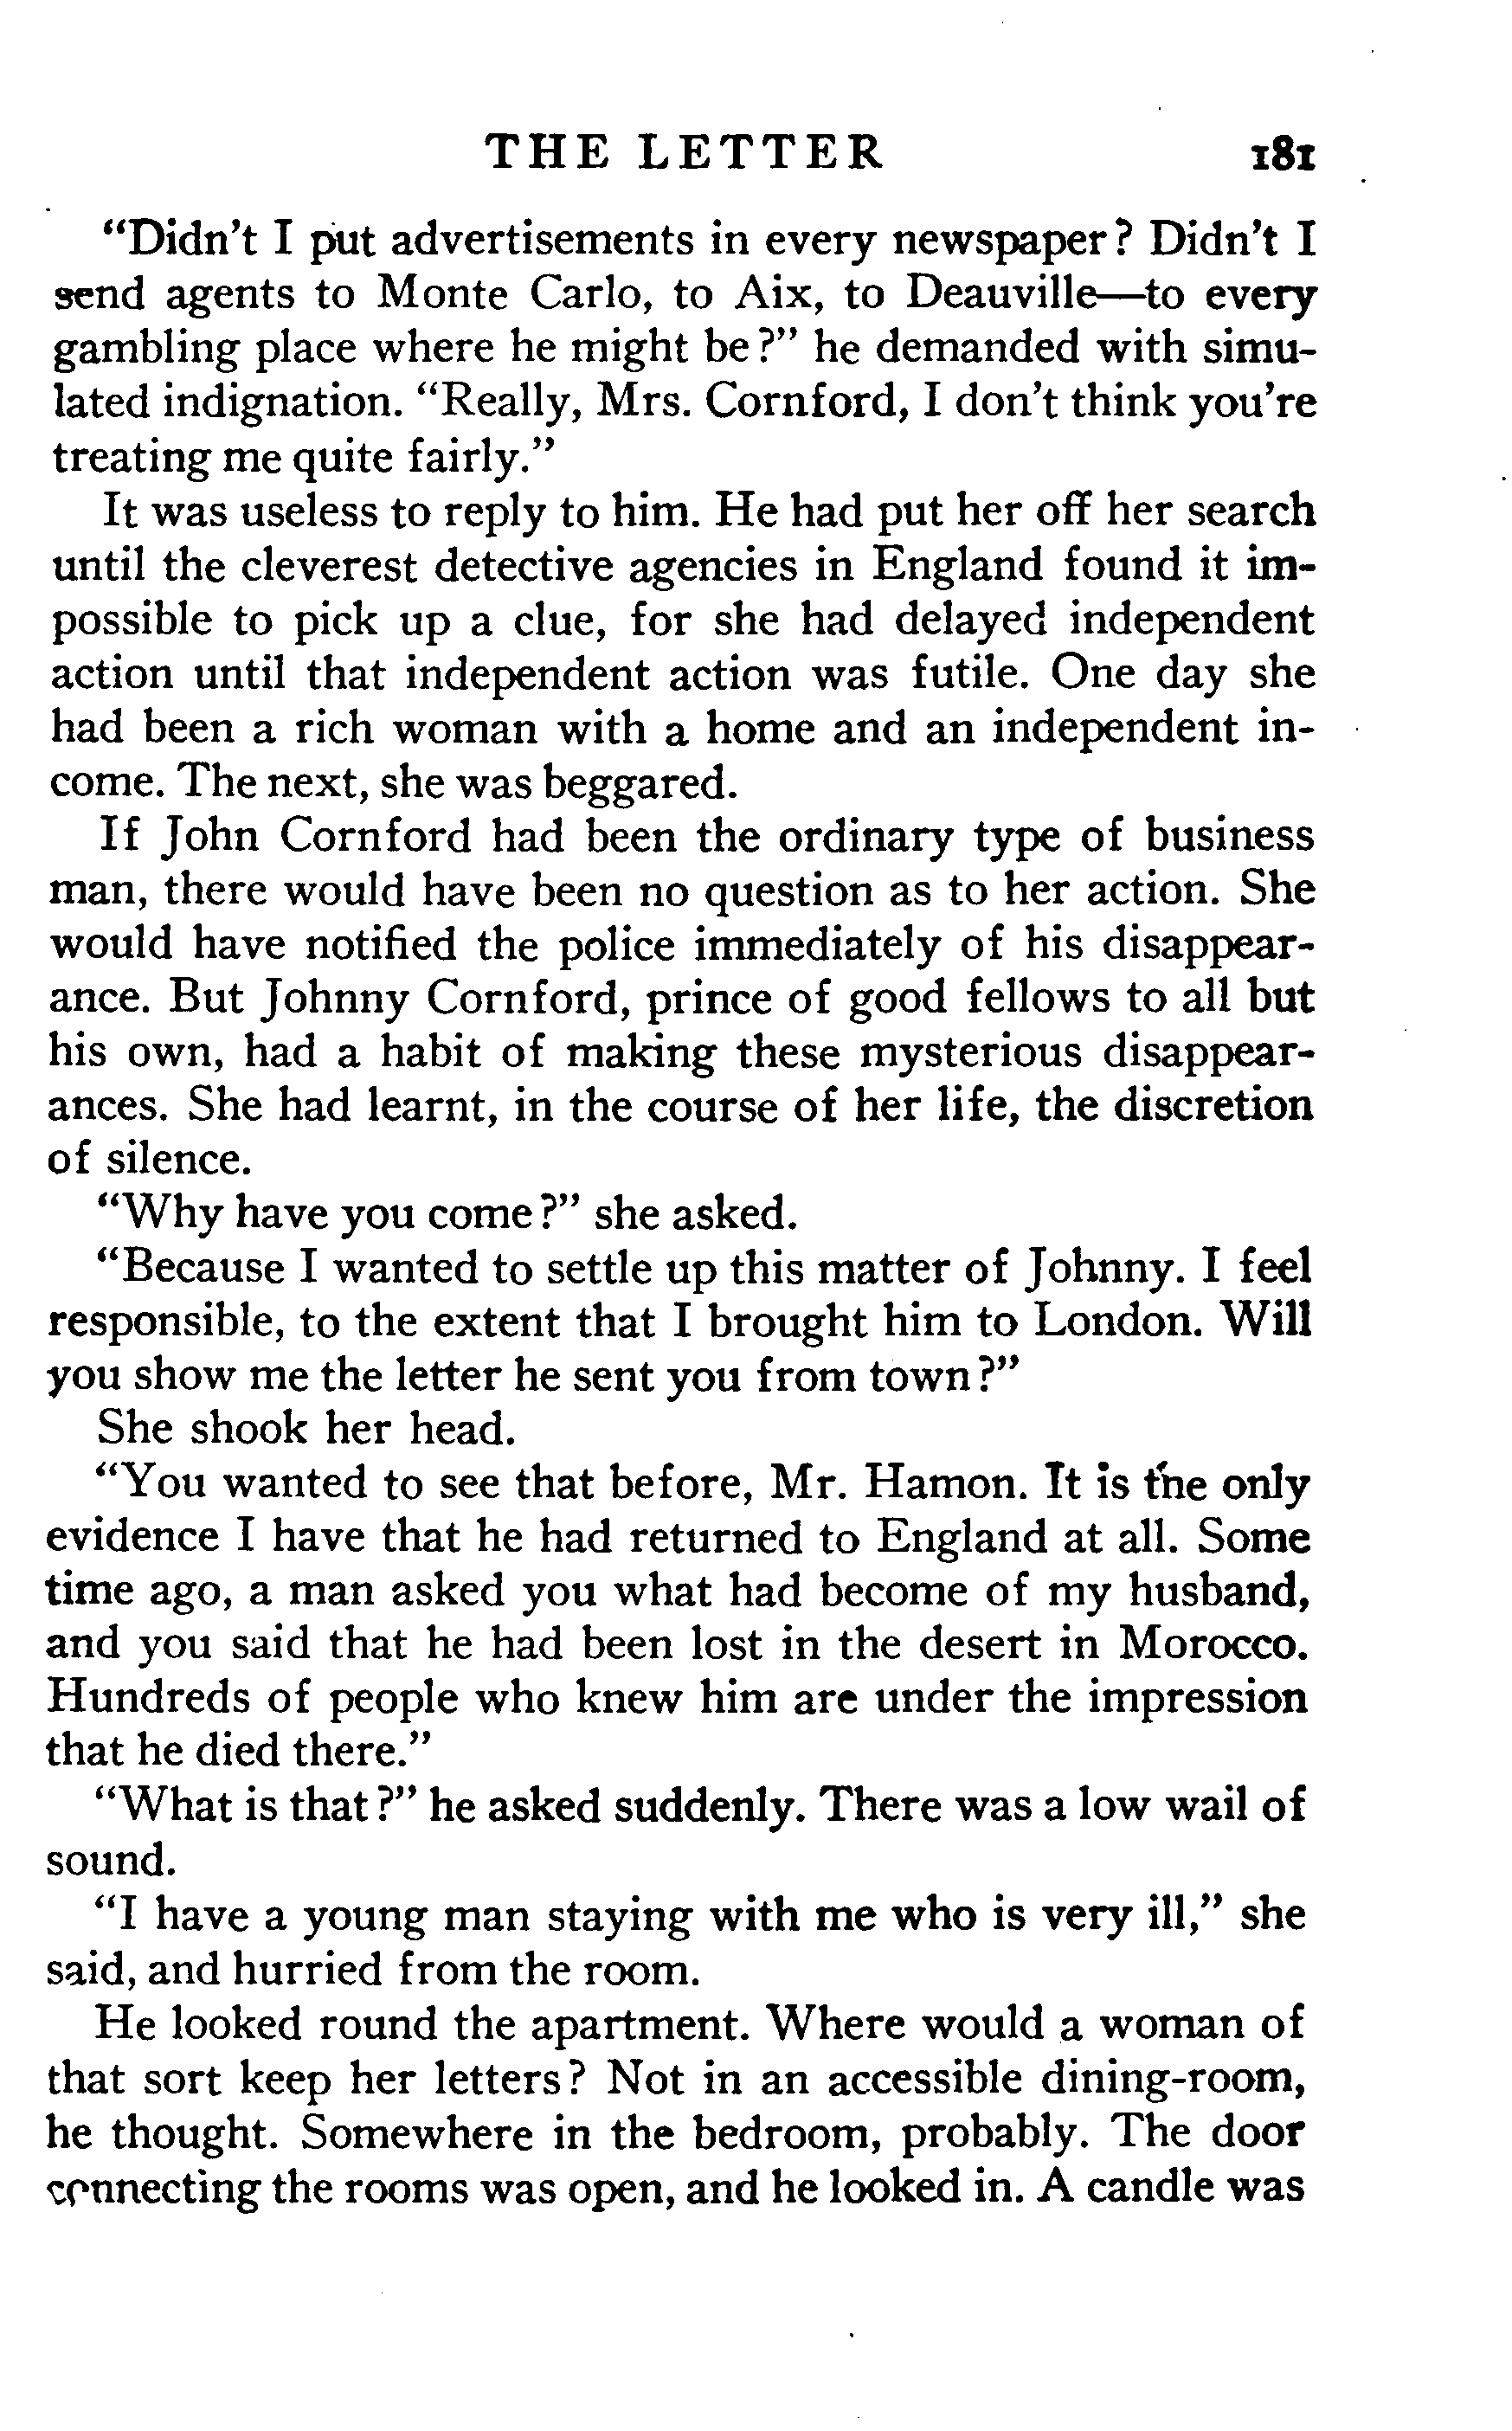 THE LETTER 181
"Didn't I put advertisements in every newspaper? Didn't I
send agents to Monte Carlo, to Aix, to Deauville—to every
gambling place where he might be?" he demanded with simu-
lated indignation. "Really, Mrs. Cornford, I don't think you're
treating me quite fairly."
It was useless to reply to him. He had put her off her search
until the cleverest detective agencies in England found it im-
possible to pick up a clue, for she had delayed independent
action until that independent action was futile. One day she
had been a rich woman with a home and an independent in-
come. The next, she was beggared.
If John Cornford had been the ordinary type of business
man, there would have been no question as to her action. She
would have notified the police immediately of his disappear-
ance. But Johnny Cornford, prince of good fellows to all but
his own, had a habit of making these mysterious disappear-
ances. She had learnt, in the course of her life, the discretion
of silence.
"Why have you come?" she asked.
"Because I wanted to settle up this matter of Johnny. I feel
responsible, to the extent that I brought him to London. Will
you show me the letter he sent you from town?"
She shook her head.
"You wanted to see that before, Mr. Hamon. It is the only
evidence I have that he had returned to England at all. Some
time ago, a man asked you what had become of my husband,
and you said that he had been lost in the desert in Morocco.
Hundreds of people who knew him are under the impression
that he died there."
"What is that?" he asked suddenly. There was a low wail of
sound.
"I have a young man staying with me who is very ill," she
said, and hurried from the room.
He looked round the apartment. Where would a woman of
that sort keep her letters? Not in an accessible dining-room,
he thought. Somewhere in the bedroom, probably. The door
connecting the rooms was open, and he looked in. A candle was